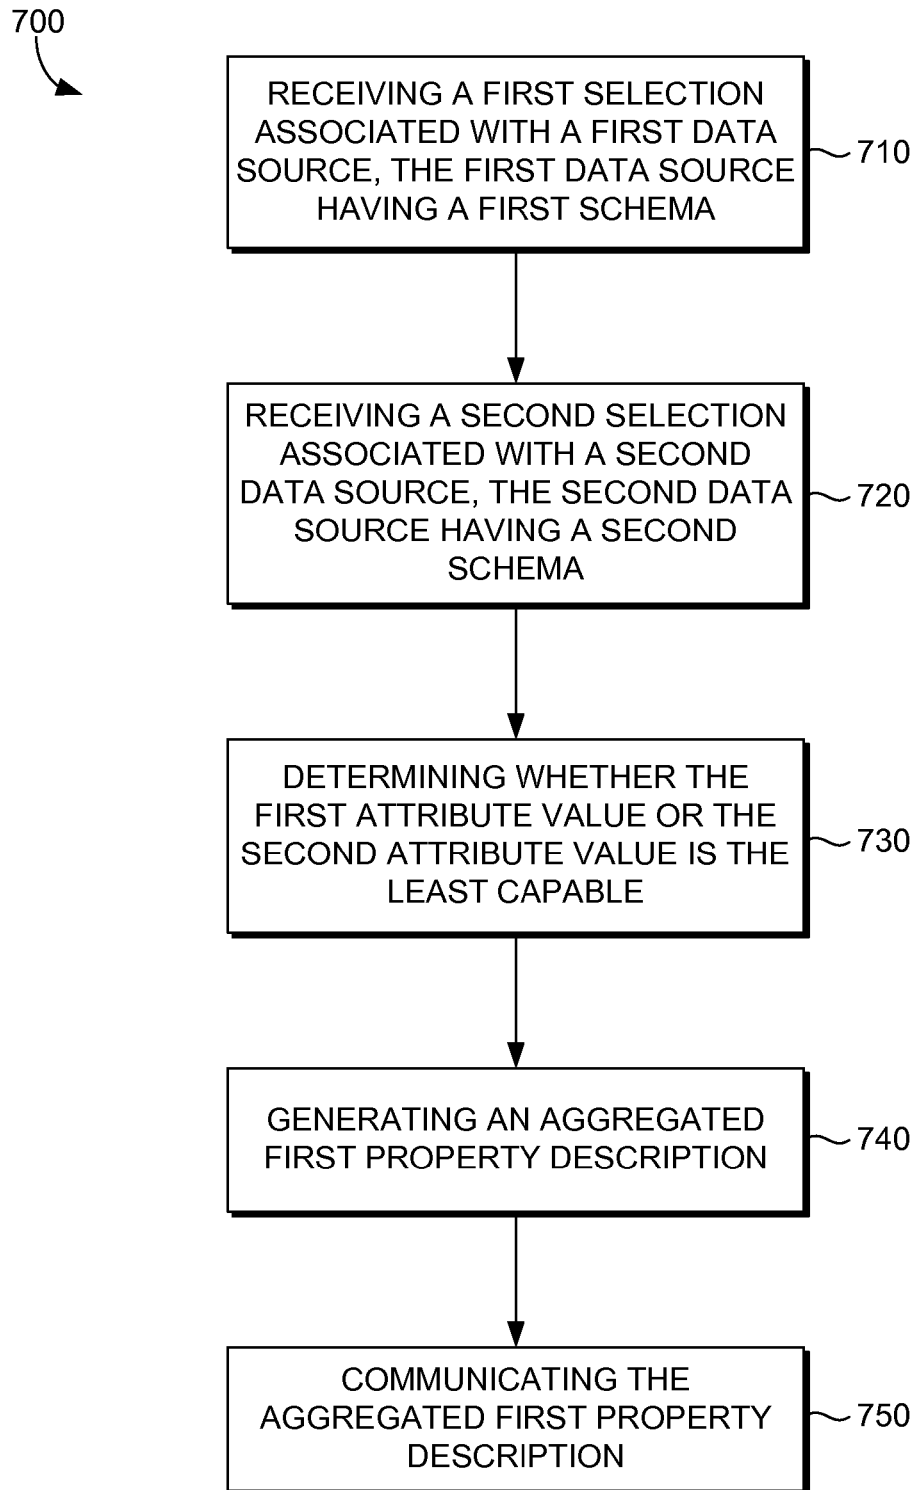 700
RECEIVING A FIRST SELECTION
ASSOCIATED WITH A FIRST DATA
SOURCE, THE FIRST DATA SOURCE
HAVING A FIRST SCHEMA
710
RECEIVING A SECOND SELECTION
ASSOCIATED WITH A SECOND
DATA SOURCE, THE SECOND DATA
SOURCE HAVING A SECOND
SCHEMA
720
DETERMINING WHETHER THE
FIRST ATTRIBUTE VALUE OR THE
SECOND ATTRIBUTE VALUE IS THE
LEAST CAPABLE
730
GENERATING AN AGGREGATED
FIRST PROPERTY DESCRIPTION
740
COMMUNICATING THE
AGGREGATED FIRST PROPERTY
DESCRIPTION
750